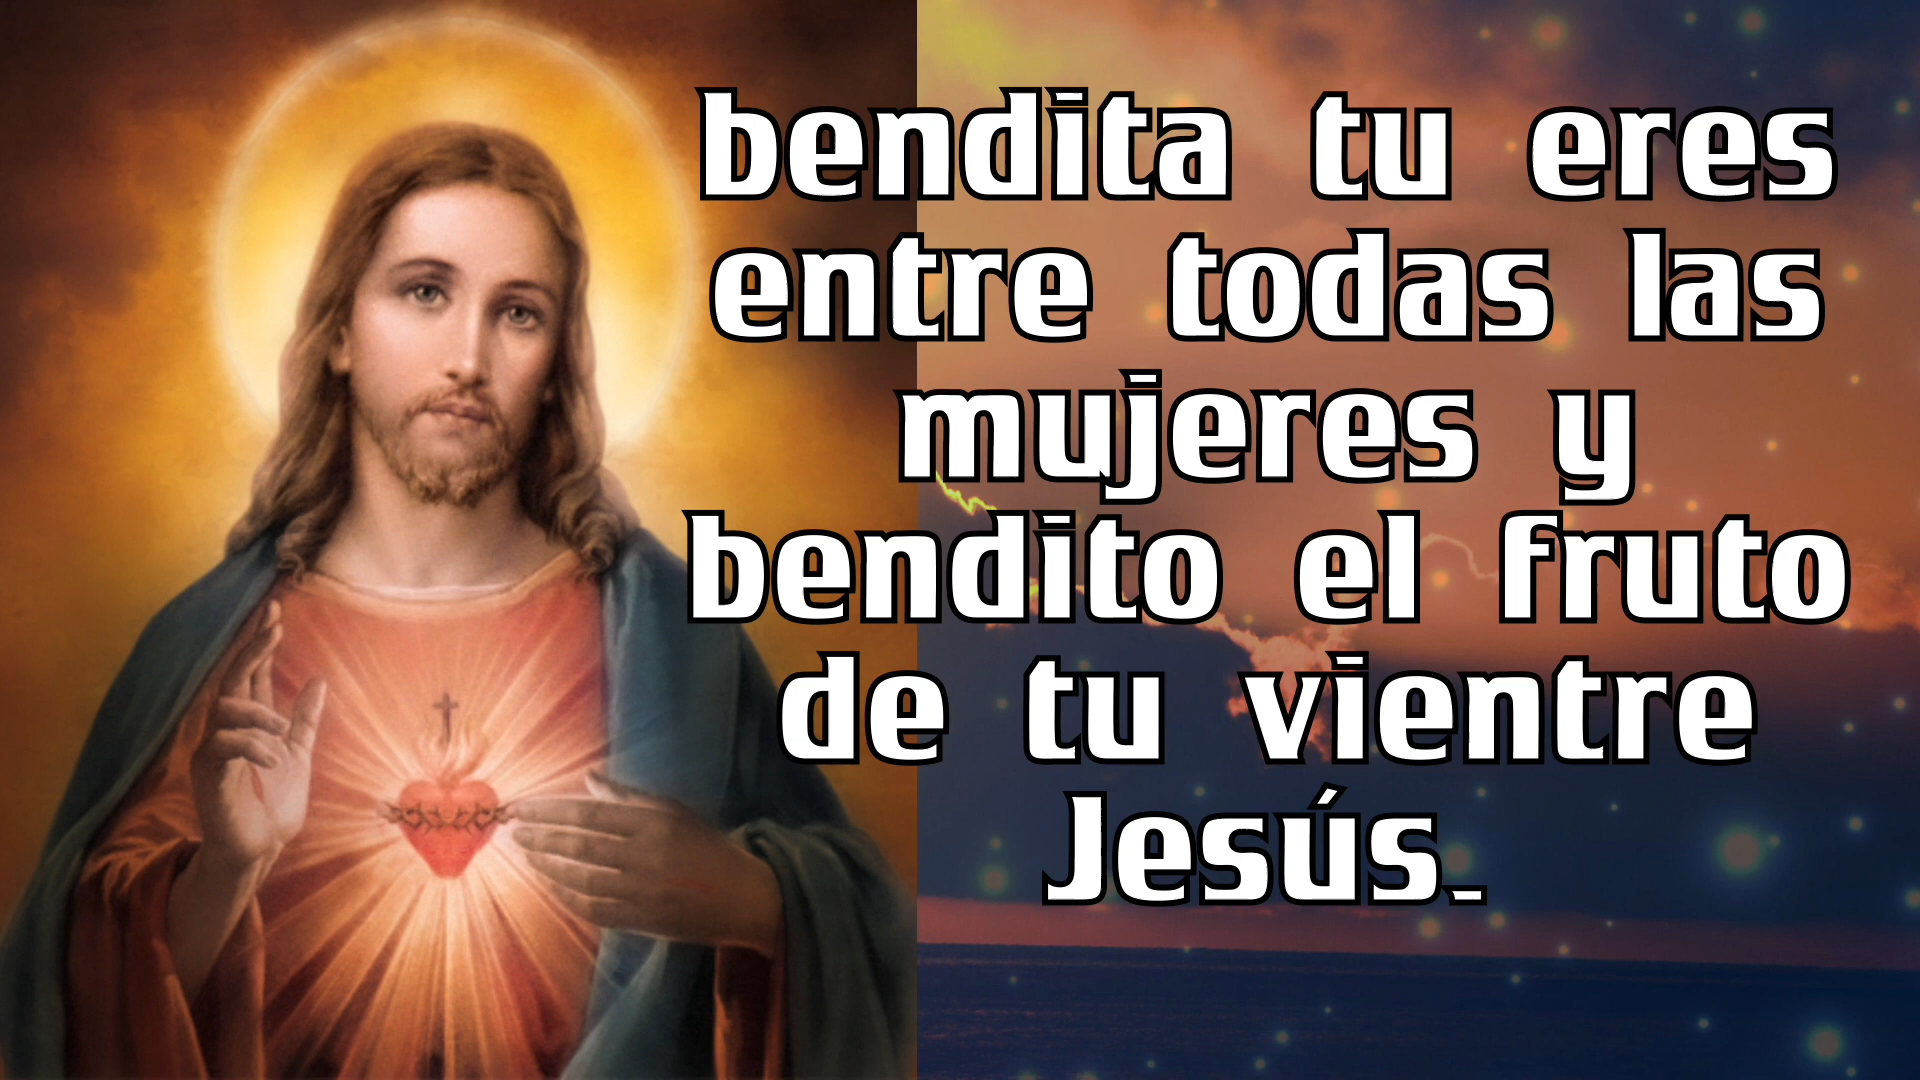 bendita tu eres
entre todas las
mujeres y
bendito el fruto
de tu vientre
Jesús.